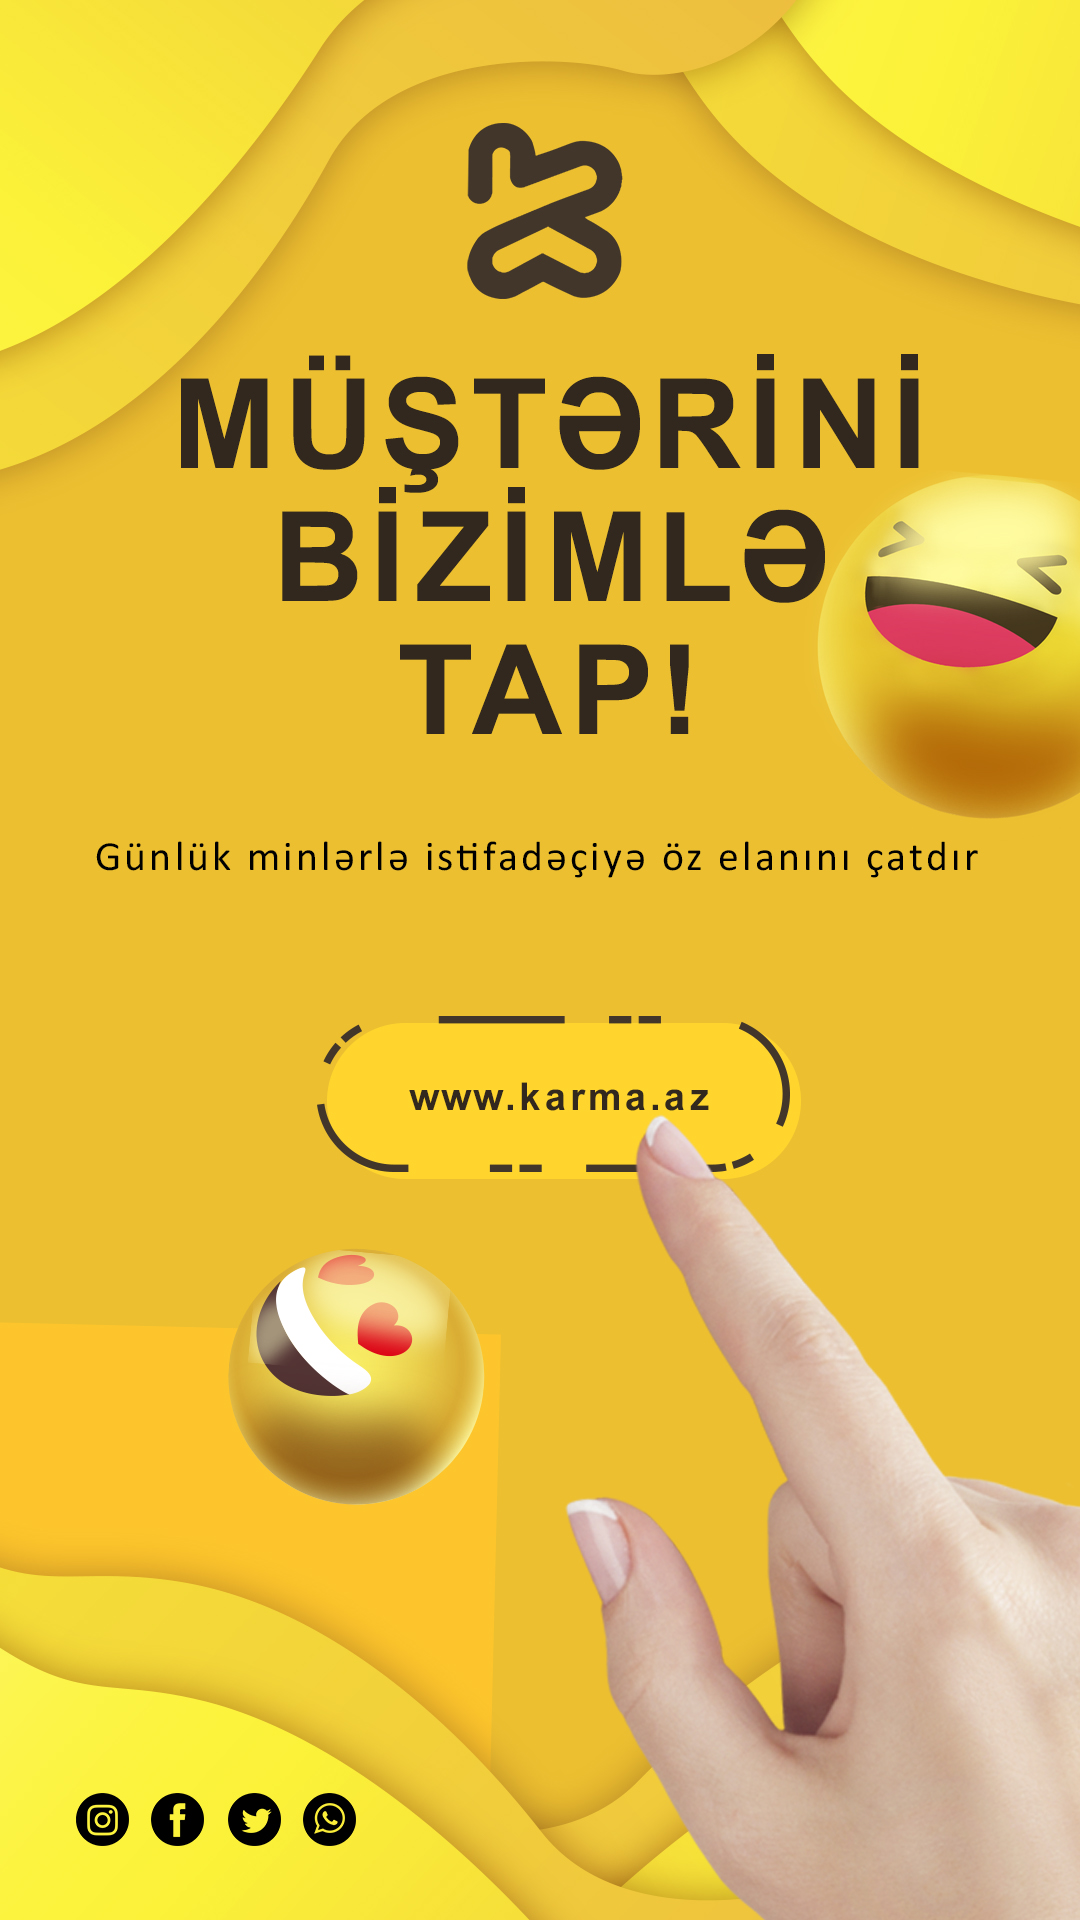 MÜŞTƏRİNİ
BİZİMLƏ
TAP!
Günlük minlərlə istifadəçiyə öz elanını çatdır
www.karma.az